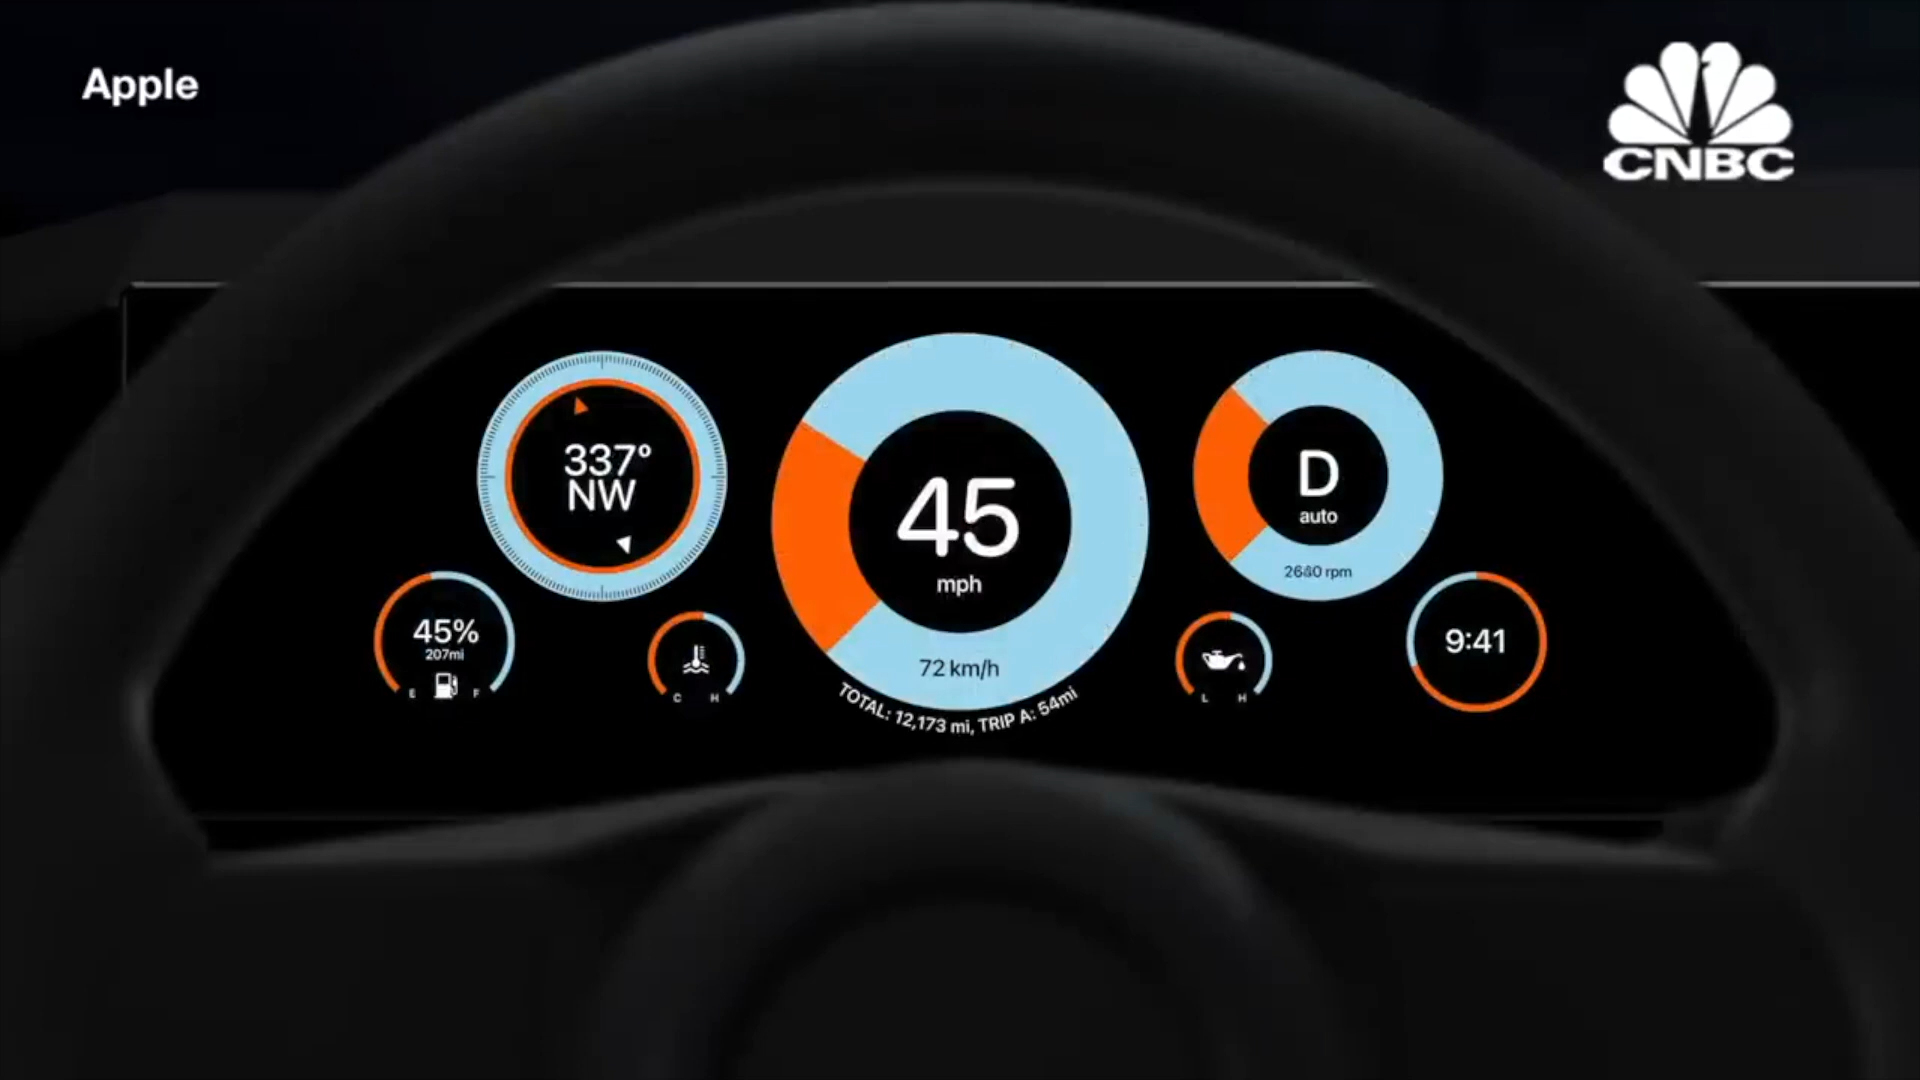 Apple
CNBC
337°
NW
45
mph
72 km/h
TOTAL: 12,173 mi, TRIP A: 54mi
D
auto
rpm
45%
207mi
E
F
C
H
L
H
9:41